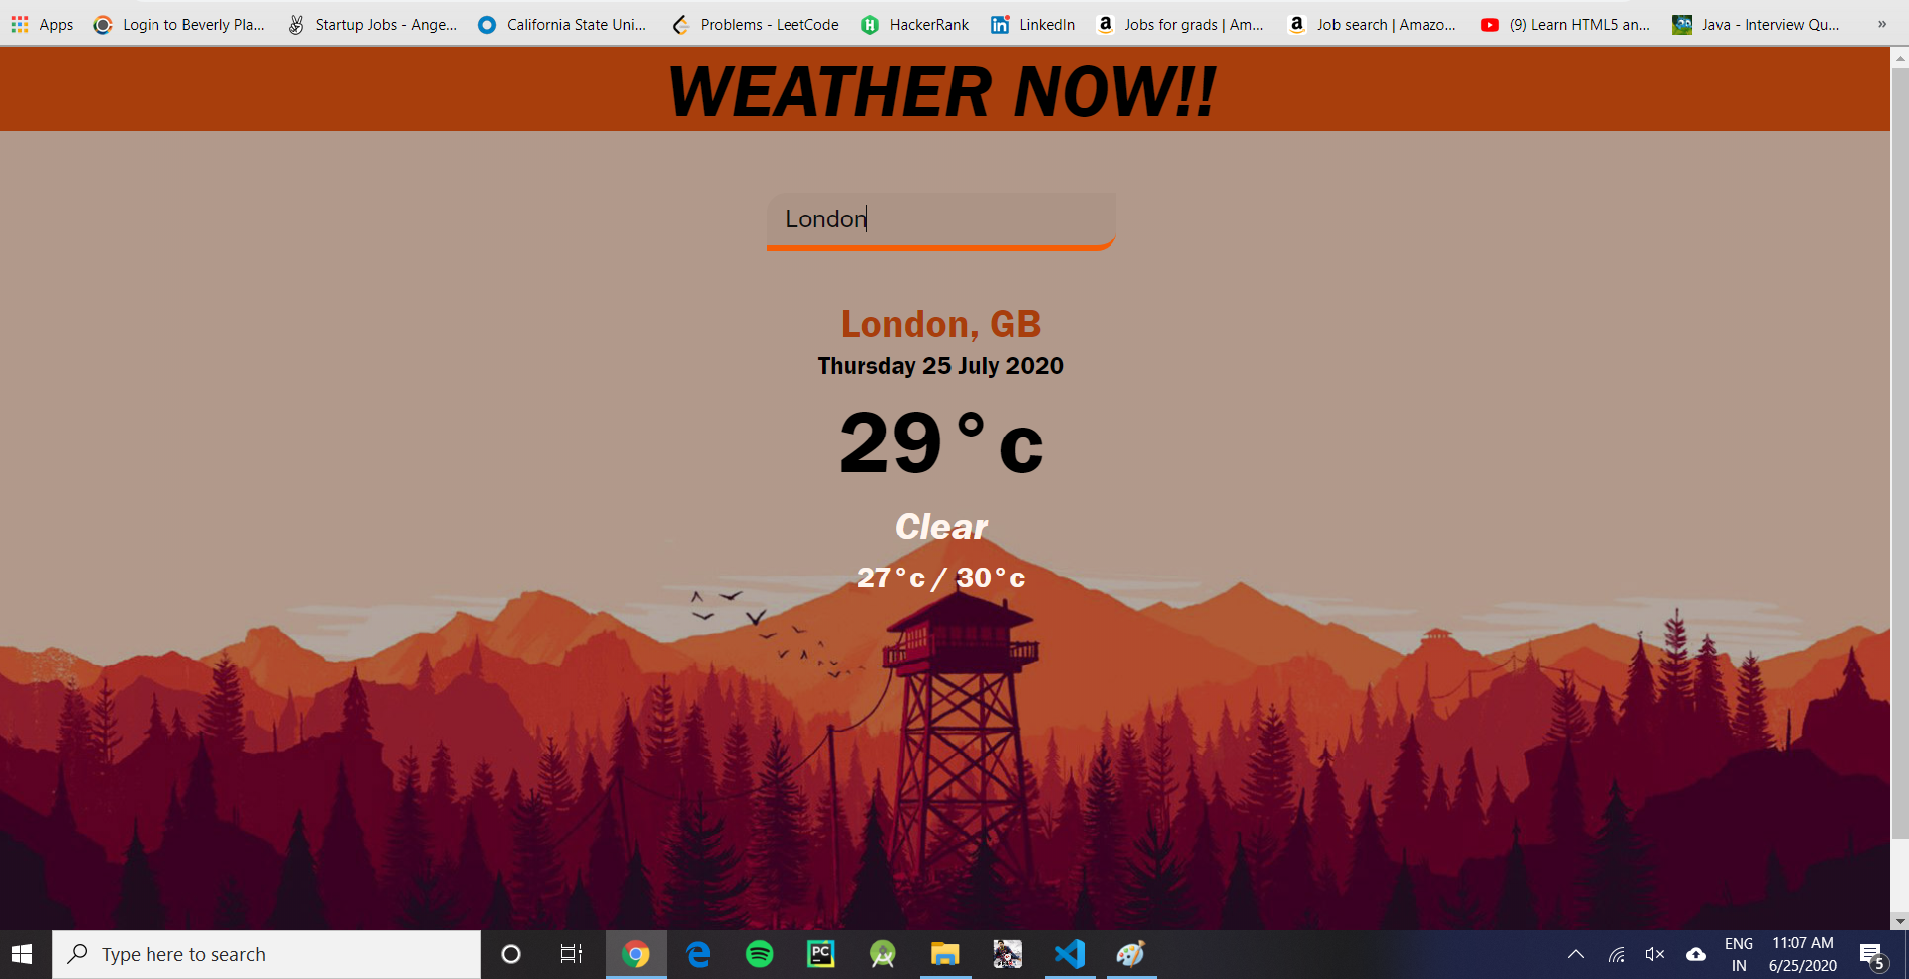 Apps Login to Beverly Pla... Startup Jobs - Ange... California State Uni... Problems - LeetCode HackerRank LinkedIn Jobs for grads | Am... Job search | Amazo... (9) Learn HTML5 an... Java - Interview Qu... »
WEATHER NOW!!
London
London, GB
Thursday 25 July 2020
29°c
Clear
27°c / 30°c
Type here to search
ENG 11:07 AM
IN 6/25/2020 5